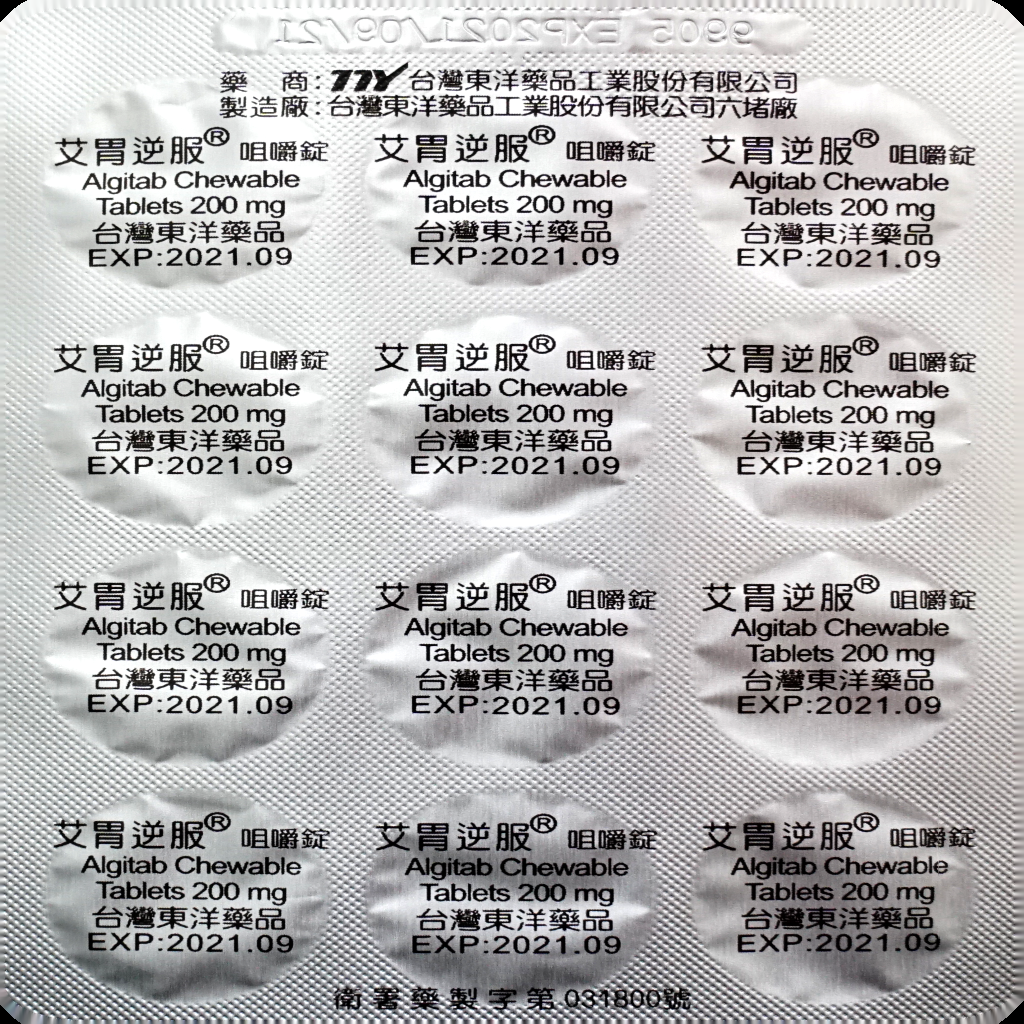 9905 EXP2021/09/21
藥 商:TTY台灣東洋藥品工業股份有限公司
製造廠:台灣東洋藥品工業股份有限公司六堵廠
艾胃逆服® 咀嚼錠
Algitab Chewable
Tablets 200 mg
台灣東洋藥品
EXP:2021.09
艾胃逆服® 咀嚼錠
Algitab Chewable
Tablets 200 mg
台灣東洋藥品
EXP:2021.09
艾胃逆服® 咀嚼錠
Algitab Chewable
Tablets 200 mg
台灣東洋藥品
EXP:2021.09
艾胃逆服® 咀嚼錠
Algitab Chewable
Tablets 200 mg
台灣東洋藥品
EXP:2021.09
艾胃逆服® 咀嚼錠
Algitab Chewable
Tablets 200 mg
台灣東洋藥品
EXP:2021.09
艾胃逆服® 咀嚼錠
Algitab Chewable
Tablets 200 mg
台灣東洋藥品
EXP:2021.09
艾胃逆服® 咀嚼錠
Algitab Chewable
Tablets 200 mg
台灣東洋藥品
EXP:2021.09
艾胃逆服® 咀嚼錠
Algitab Chewable
Tablets 200 mg
台灣東洋藥品
EXP:2021.09
艾胃逆服® 咀嚼錠
Algitab Chewable
Tablets 200 mg
台灣東洋藥品
EXP:2021.09
艾胃逆服® 咀嚼錠
Algitab Chewable
Tablets 200 mg
台灣東洋藥品
EXP:2021.09
艾胃逆服® 咀嚼錠
Algitab Chewable
Tablets 200 mg
台灣東洋藥品
EXP:2021.09
艾胃逆服® 咀嚼錠
Algitab Chewable
Tablets 200 mg
台灣東洋藥品
EXP:2021.09
衛署藥製字第031800號